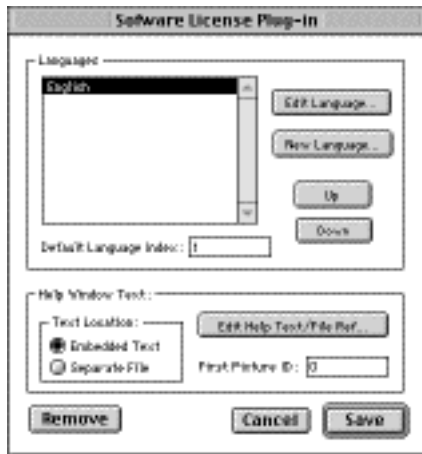 Sofware License Plug-in
Languages
English
Edit Language...
New Language...
Up
Down
Default Language Index: 1
Help Window Text:
Text Location:
Embedded Text
Separate File
Edit Help Text/File Ref...
First Picture ID: 0
Remove
Cancel
Save